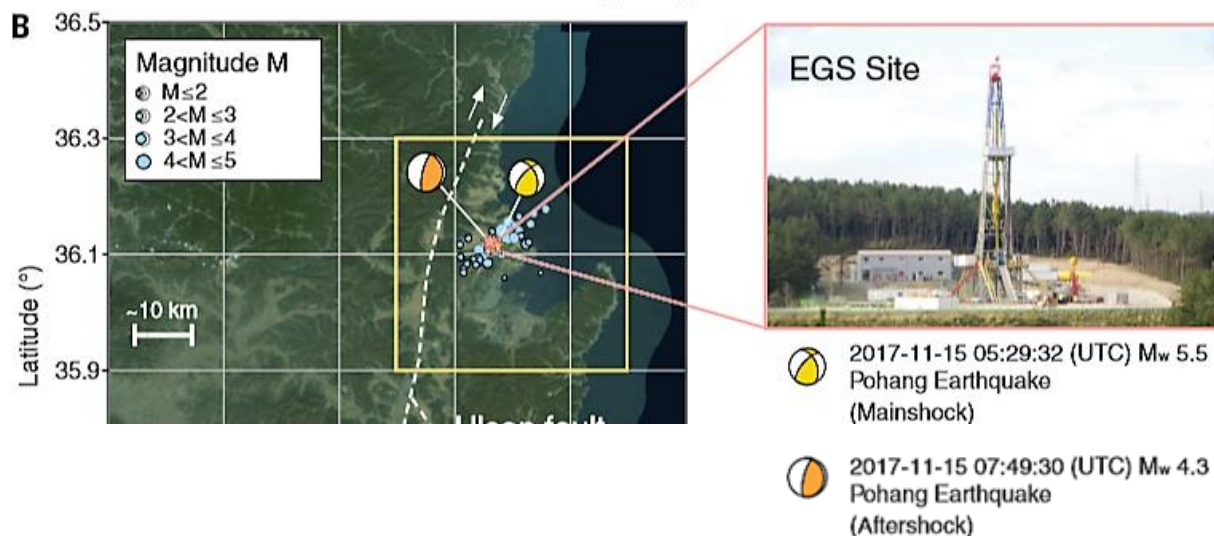 B
36.5
Magnitude M
M≤2
2<M≤3
3<M≤4
4<M≤5
36.3
36.1
~10 km
Latitude (°)
35.9
EGS Site
2017-11-15 05:29:32 (UTC) Mw 5.5
Pohang Earthquake
(Mainshock)
2017-11-15 07:49:30 (UTC) Mw 4.3
Pohang Earthquake
(Aftershock)